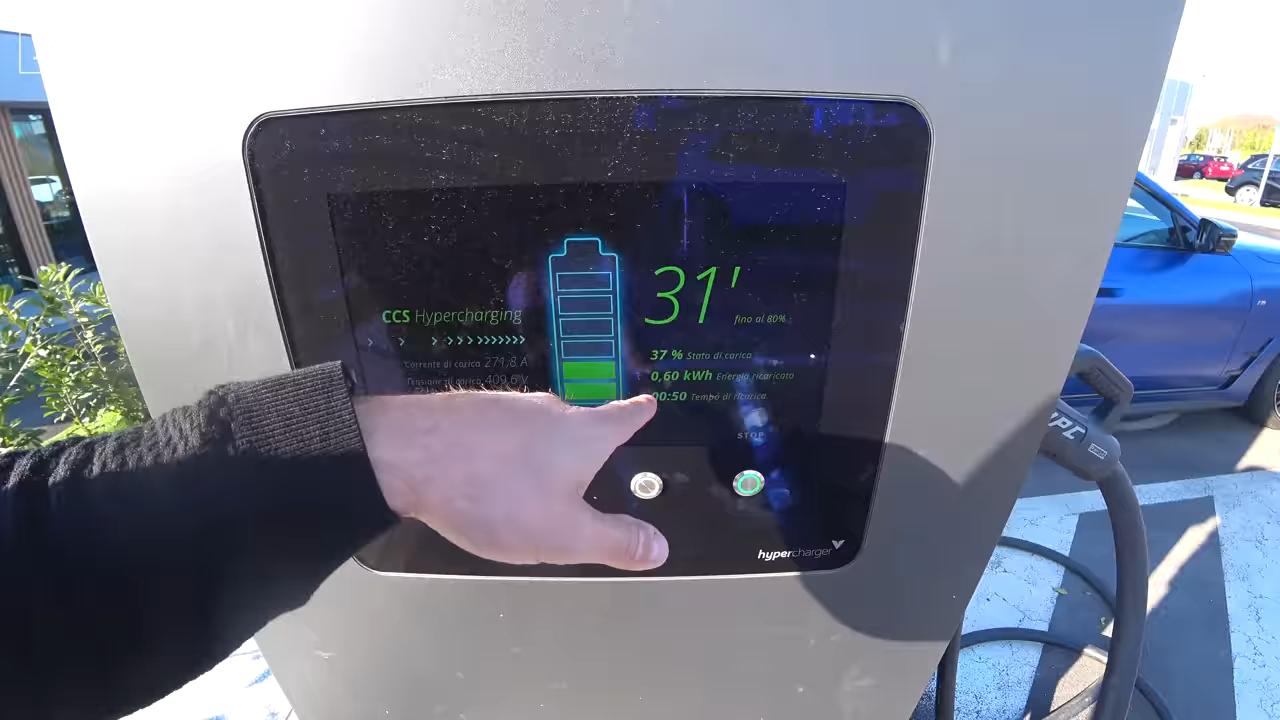 CCS Hypercharging
Corrente di carica 271,8 A
Tensione di carica 409,6 V
31'
fino al 80%
37 % Stato di carica
0,60 kWh Energia ricaricato
00:50 Tempo di ricarica
STOP
hypercharger